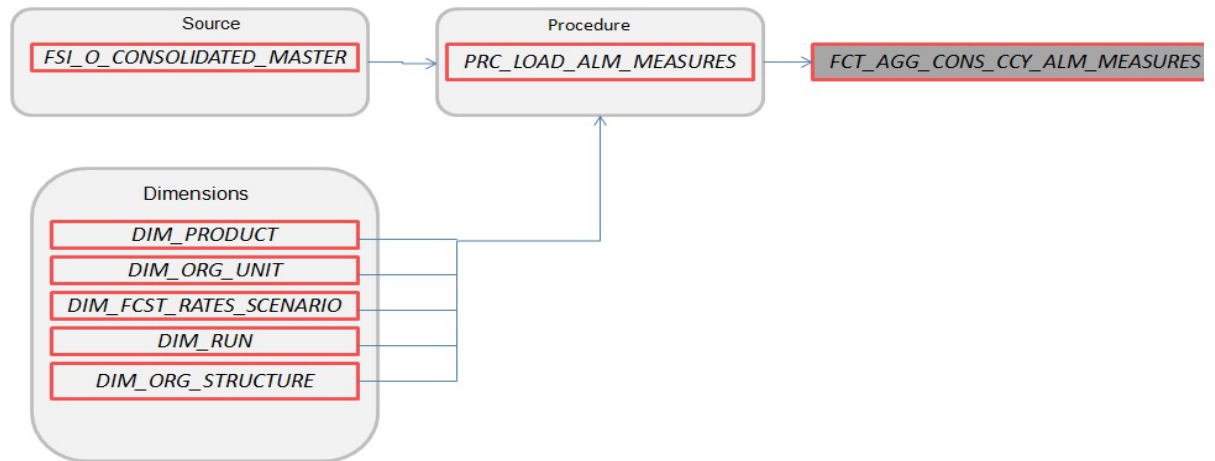 Source
FSI_O_CONSOLIDATED_MASTER
Procedure
PRC_LOAD_ALM_MEASURES
FCT_AGG_CONS_CCY_ALM_MEASURES
Dimensions
DIM_PRODUCT
DIM_ORG_UNIT
DIM_FCST_RATES_SCENARIO
DIM_RUN
DIM_ORG_STRUCTURE